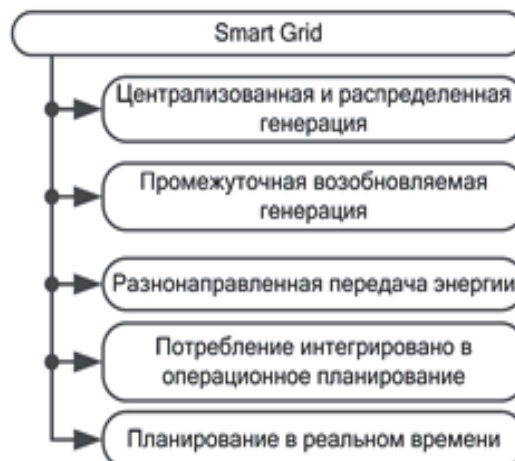 Smart Grid
Централизованная и распределенная
генерация
Промежуточная возобновляемая
генерация
Разнонаправленная передача энергии
Потребление интегрировано в
операционное планирование
Планирование в реальном времени